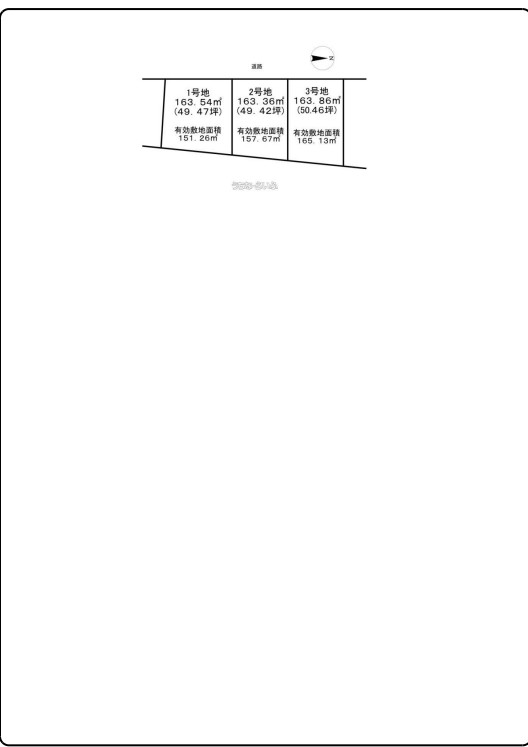 N
道路
1号地
163. 54㎡
(49. 47坪)
有効敷地面積
151. 26㎡
2号地
163. 36㎡
(49. 42坪)
有効敷地面積
157. 67㎡
3号地
163. 86㎡
(50.46坪)
有効敷地面積
165. 13㎡